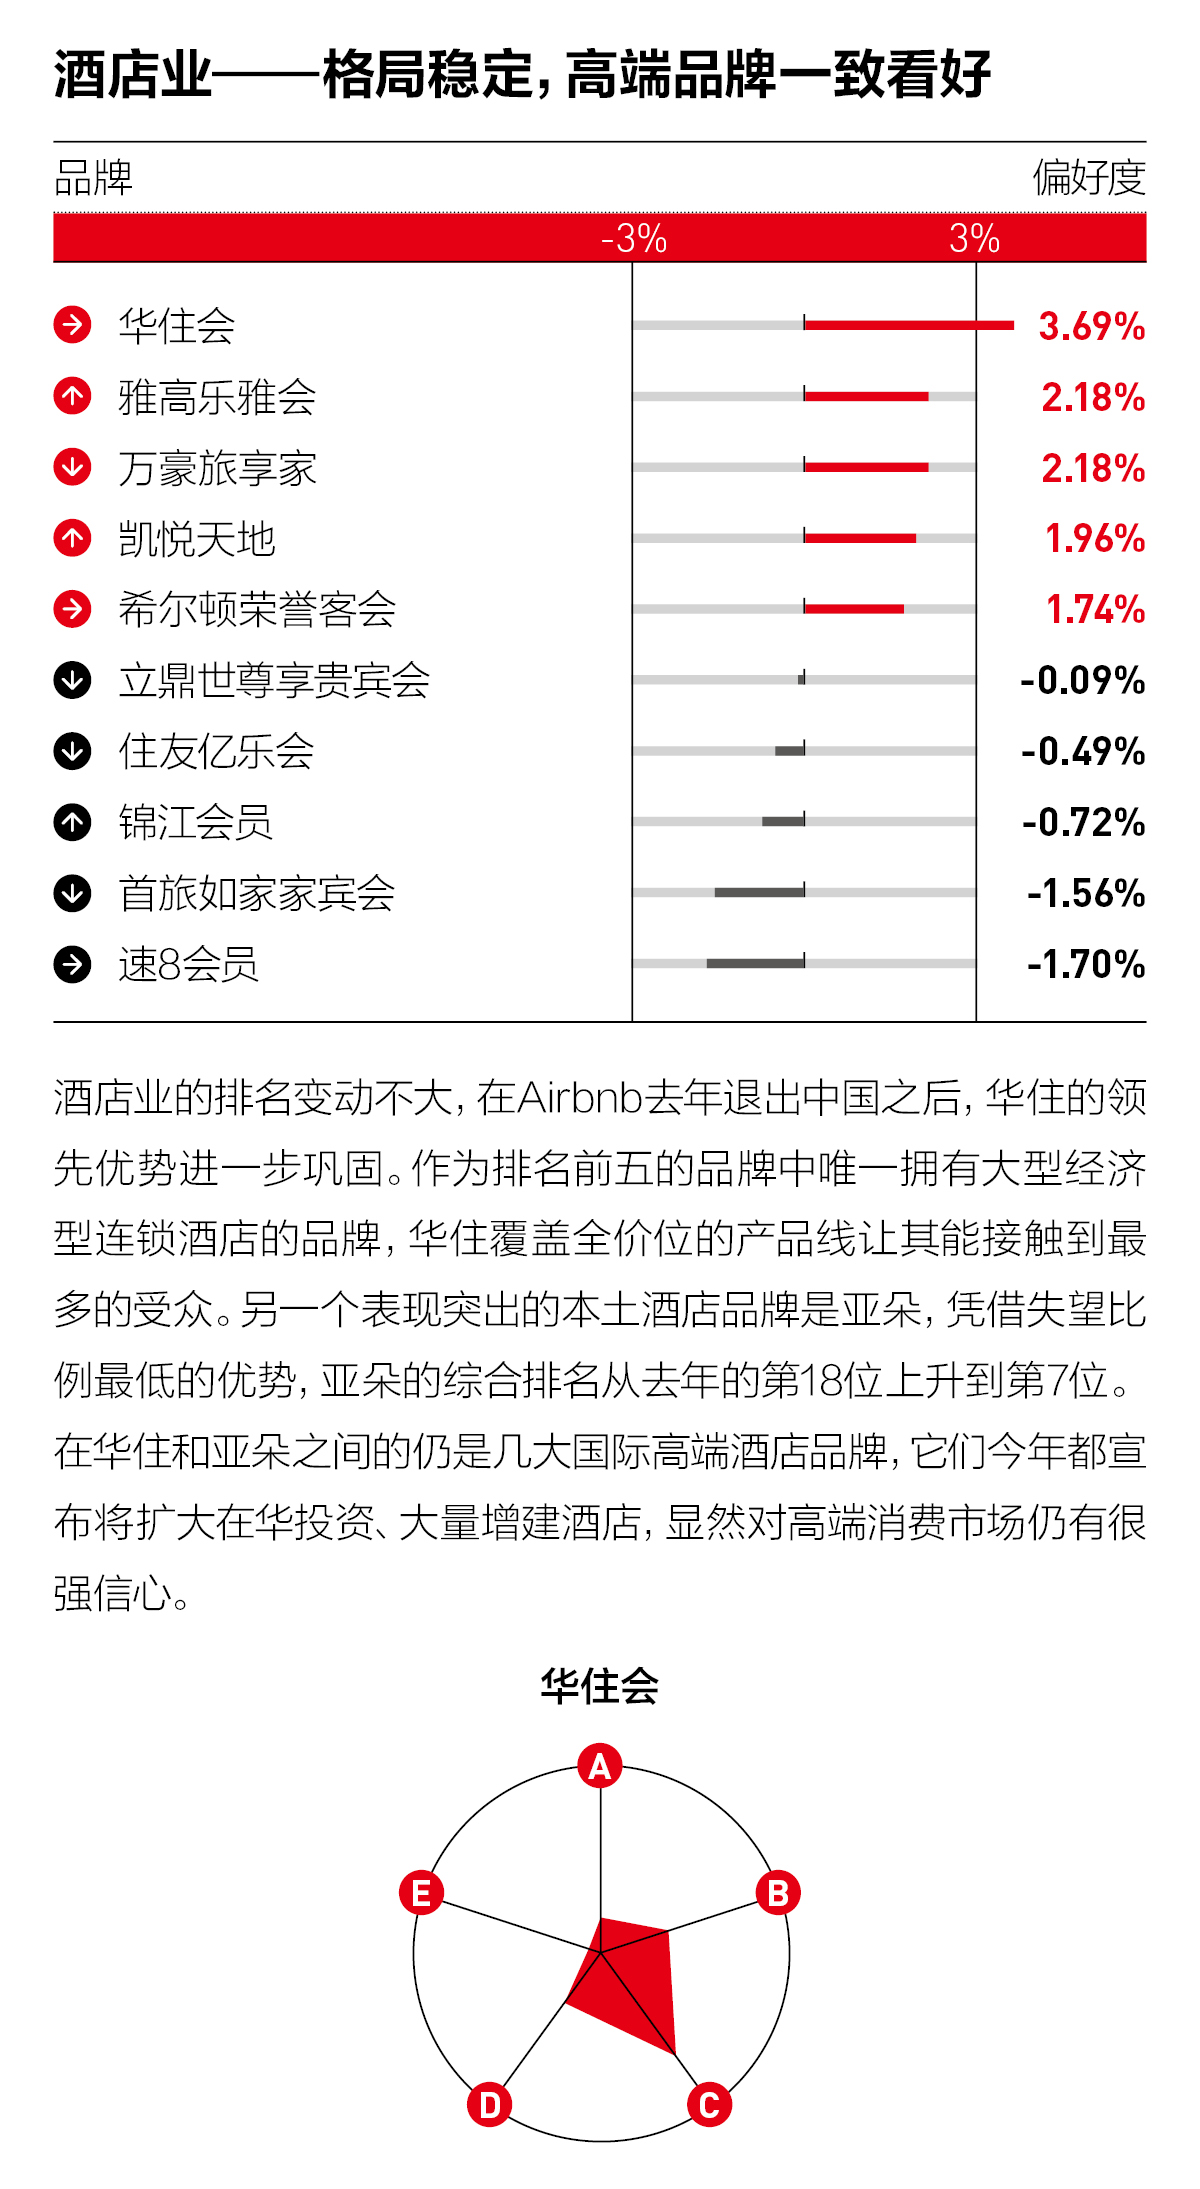 酒店业——格局稳定，高端品牌一致看好
品牌 偏好度
-3% 3%
华住会 3.69%
雅高乐雅会 2.18%
万豪旅享家 2.18%
凯悦天地 1.96%
希尔顿荣誉客会 1.74%
立鼎世尊享贵宾会 -0.09%
住友亿乐会 -0.49%
锦江会员 -0.72%
首旅如家家宾会 -1.56%
速8会员 -1.70%
酒店业的排名变动不大，在Airbnb去年退出中国之后，华住的领
先优势进一步巩固。作为排名前五的品牌中唯一拥有大型经济
型连锁酒店的品牌，华住覆盖全价位的产品线让其能接触到最
多的受众。另一个表现突出的本土酒店品牌是亚朵，凭借失望比
例最低的优势，亚朵的综合排名从去年的第18位上升到第7位。
在华住和亚朵之间的仍是几大国际高端酒店品牌，它们今年都宣
布将扩大在华投资、大量增建酒店，显然对高端消费市场仍有很
强信心。
华住会
A
B
C
D
E